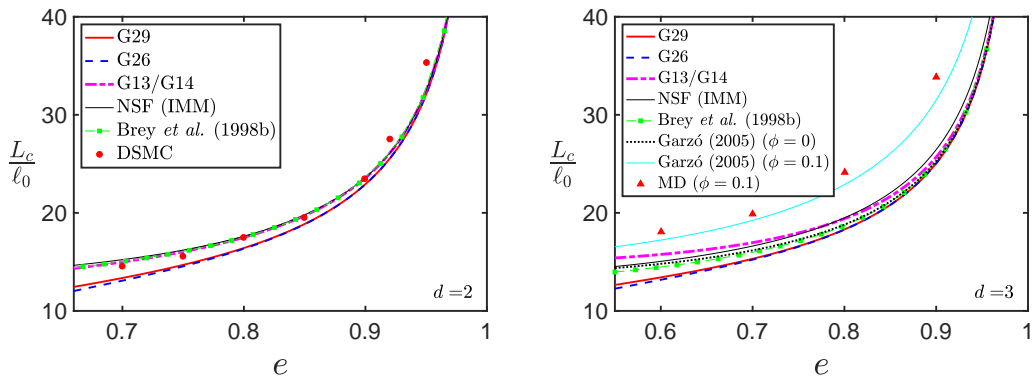 40
30
20
10
L_c
ℓ_0
G29
G26
G13/G14
NSF (IMM)
Brey et al. (1998b)
DSMC
d =2
0.7 0.8 0.9 1
e
40
30
20
10
L_c
ℓ_0
G29
G26
G13/G14
NSF (IMM)
Brey et al. (1998b)
Garzó (2005) (ϕ = 0)
Garzó (2005) (ϕ = 0.1)
MD (ϕ = 0.1)
d =3
0.6 0.7 0.8 0.9 1
e